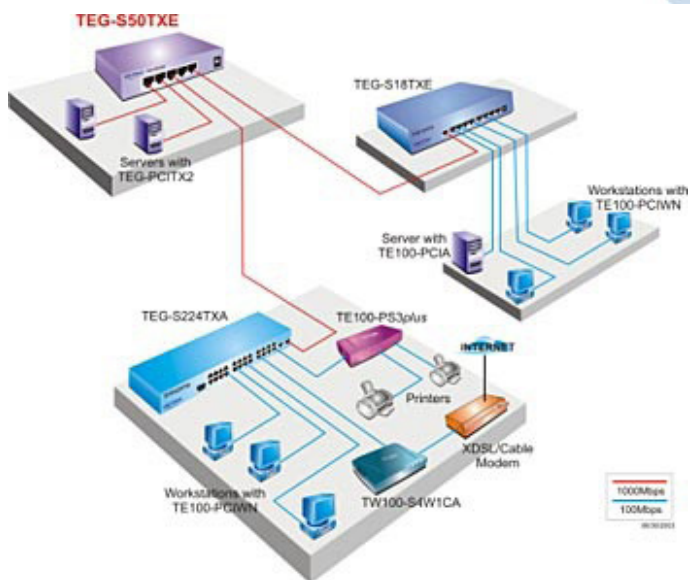 TEG-S50TXE
TEG-S18TXE
Servers with
TEG-PCITX2
Workstations with
TE100-PCIWN
Server with
TE100-PCIA
TEG-S224TXA
TE100-PS3plus
INTERNET
Printers
XDSL/Cable
Modem
Workstations with
TE100-PCIWN
TW100-S4W1CA
1000Mbps
100Mbps